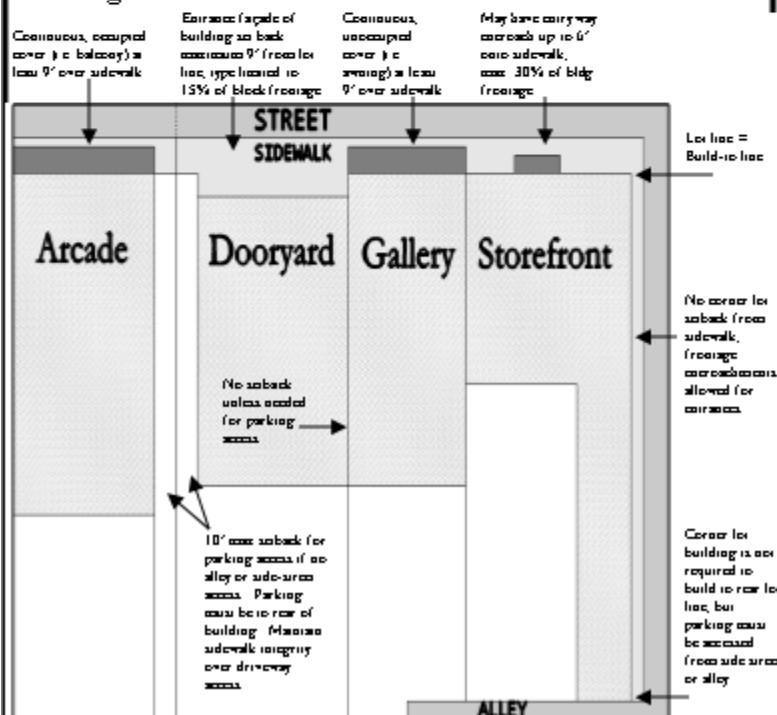 Continuous, occupied
cover (i.e. balcony) at
least 9' over sidewalk
Entrance façade of
building set back
maximum 9' from lot
line, type limited to
15% of block frontage
Continuous,
unoccupied
cover (i.e.
awning) at least
9' over sidewalk
May have entryway
encroach up to 6'
onto sidewalk,
max 30% of bldg
frontage
STREET
SIDEWALK
Lot line =
Build-to line
Arcade
Dooryard
Gallery
Storefront
No corner lot
setback from
sidewalk,
frontage
encroachments
allowed for
entrances
No setback
unless needed
for parking
access
10' max setback for
parking access if no
alley or side-street
access. Parking
must be to rear of
building. Maintain
sidewalk integrity
over driveway
access
Corner lot
building is not
required to
build to rear lot
line, but
parking must
be accessed
from side street
or alley
ALLEY